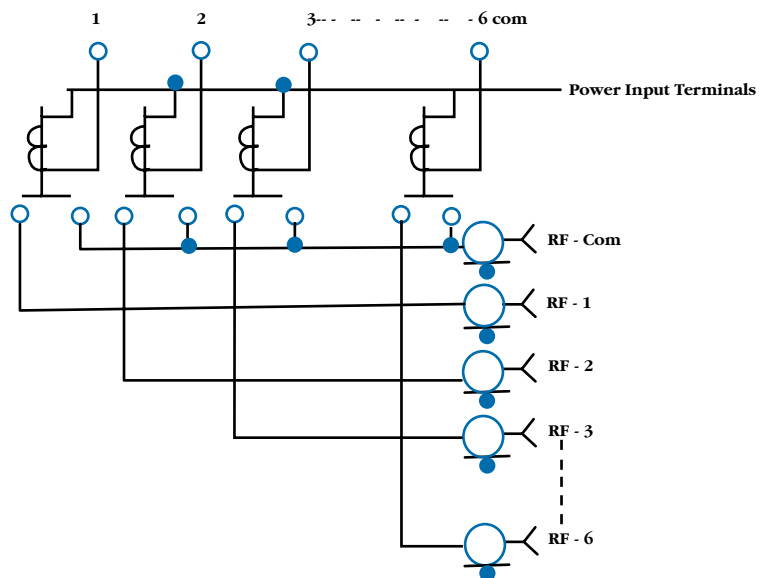 1 2 3-- - -- - -- - -- - 6 com
Power Input Terminals
RF - Com
RF - 1
RF - 2
RF - 3
RF - 6